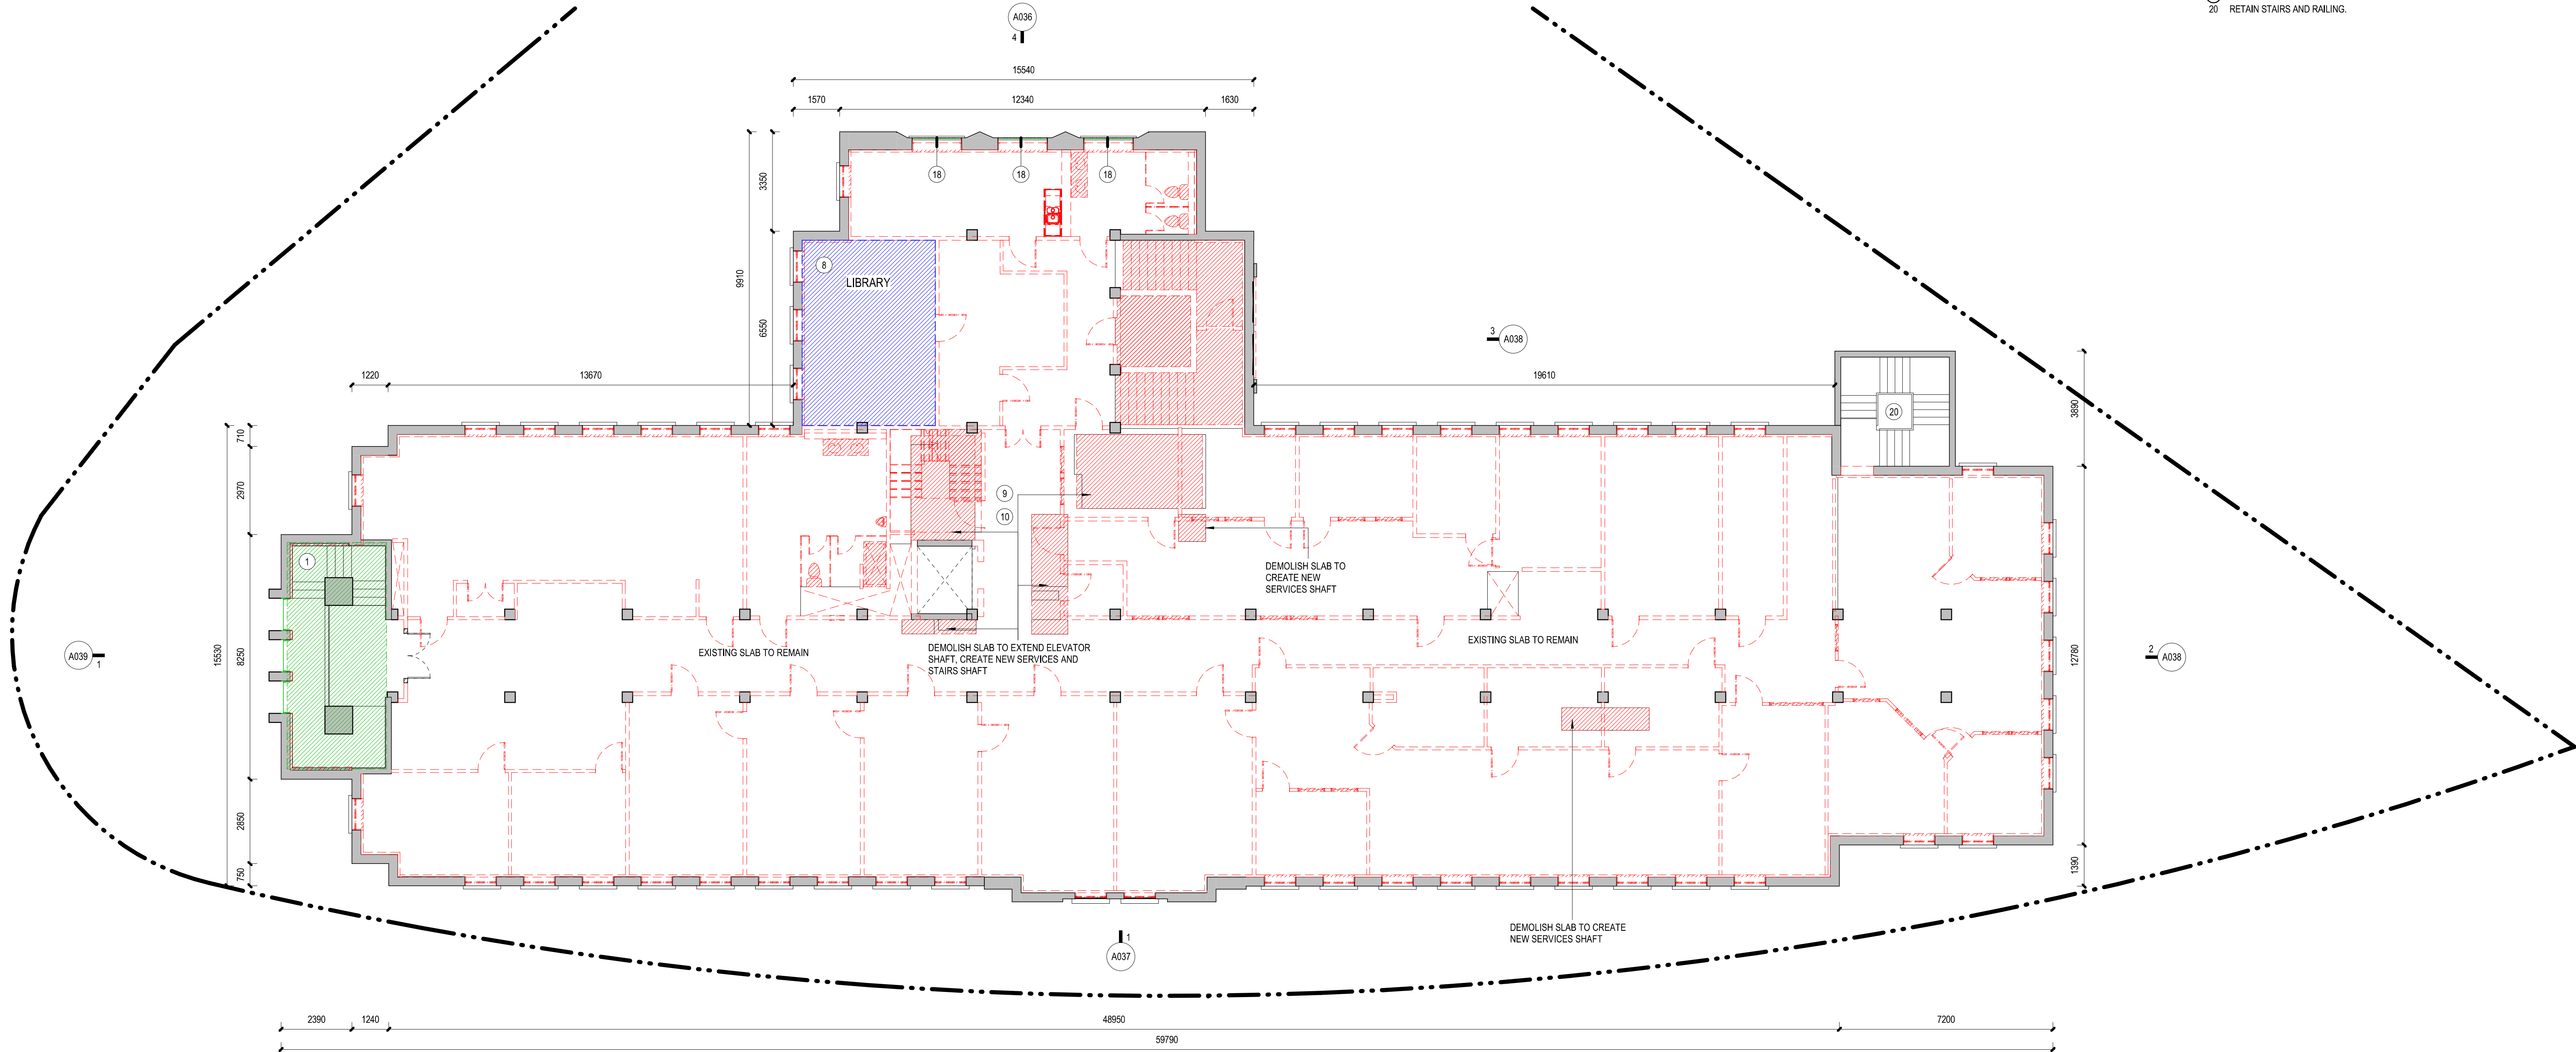 20 RETAIN STAIRS AND RAILING.
A036
4
15540
1570 12340 1630
18 18 18
3350
9910
6550
8
LIBRARY
3
A038
1220 13670 19610
3890
20
710
2970
9
10
1
DEMOLISH SLAB TO
CREATE NEW
SERVICES SHAFT
15530
8250
A039
1
EXISTING SLAB TO REMAIN
DEMOLISH SLAB TO EXTEND ELEVATOR
SHAFT, CREATE NEW SERVICES AND
STAIRS SHAFT
EXISTING SLAB TO REMAIN
12780
2
A038
2850
750
1390
DEMOLISH SLAB TO CREATE
NEW SERVICES SHAFT
1
A037
2390 1240 48950 7200
59790